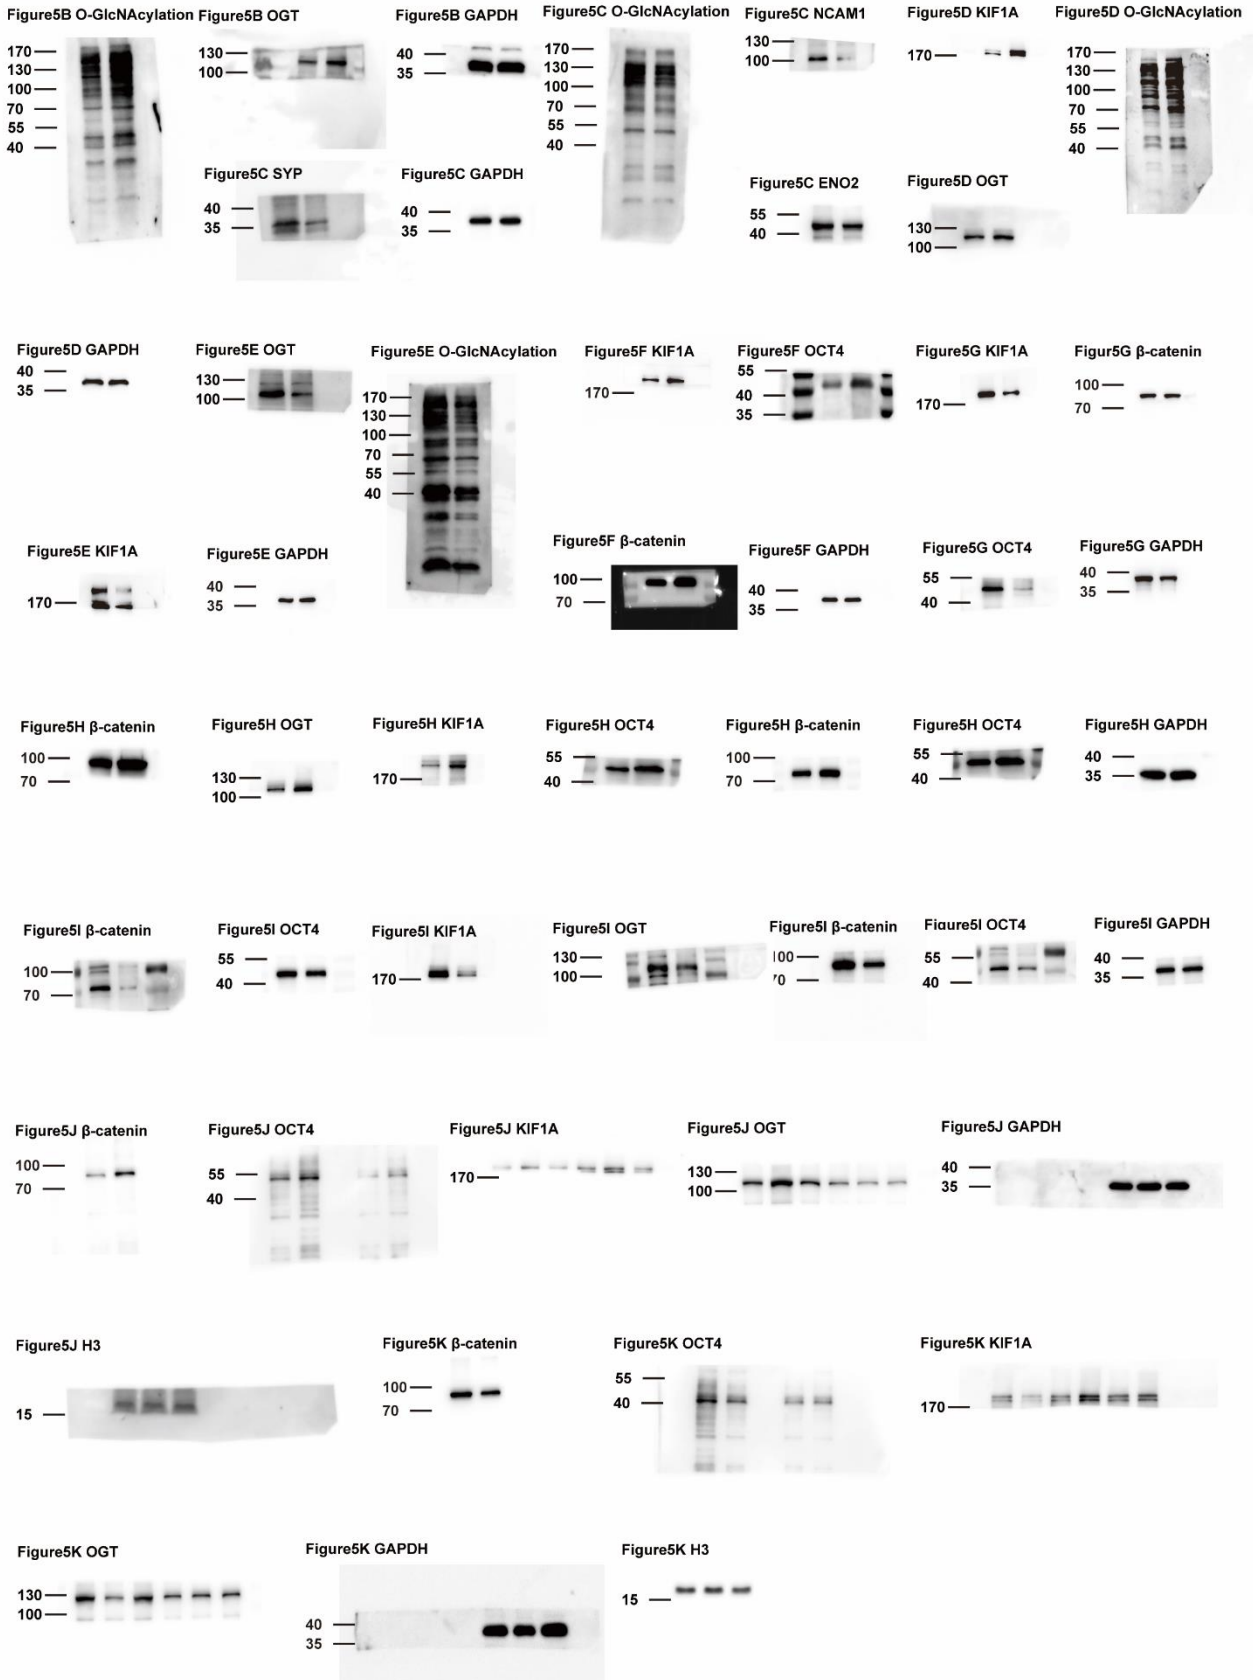 Figure5B O-GlcNAcylation
170
130
100
70
55
40
Figure5B OGT
130
100
Figure5B GAPDH
40
35
Figure5C O-GlcNAcylation
170
130
100
70
55
40
Figure5C NCAM1
130
100
Figure5D KIF1A
170
Figure5D O-GlcNAcylation
170
130
100
70
55
40
Figure5C SYP
40
35
Figure5C GAPDH
40
35
Figure5C ENO2
55
40
Figure5D OGT
130
100
Figure5D GAPDH
40
35
Figure5E OGT
130
100
Figure5E O-GlcNAcylation
170
130
100
70
55
40
Figure5F KIF1A
170
Figure5F OCT4
55
40
35
Figure5G KIF1A
170
Figur5G β-catenin
100
70
Figure5E KIF1A
170
Figure5E GAPDH
40
35
Figure5F β-catenin
100
70
Figure5F GAPDH
40
35
Figure5G OCT4
55
40
Figure5G GAPDH
40
35
Figure5H β-catenin
100
70
Figure5H OGT
130
100
Figure5H KIF1A
170
Figure5H OCT4
55
40
Figure5H β-catenin
100
70
Figure5H OCT4
55
40
Figure5H GAPDH
40
35
Figure5I β-catenin
100
70
Figure5I OCT4
55
40
Figure5I KIF1A
170
Figure5I OGT
130
100
Figure5I β-catenin
100
70
Figure5I OCT4
55
40
Figure5I GAPDH
40
35
Figure5J β-catenin
100
70
Figure5J OCT4
55
40
Figure5J KIF1A
170
Figure5J OGT
130
100
Figure5J GAPDH
40
35
Figure5J H3
15
Figure5K β-catenin
100
70
Figure5K OCT4
55
40
Figure5K KIF1A
170
Figure5K OGT
130
100
Figure5K GAPDH
40
35
Figure5K H3
15